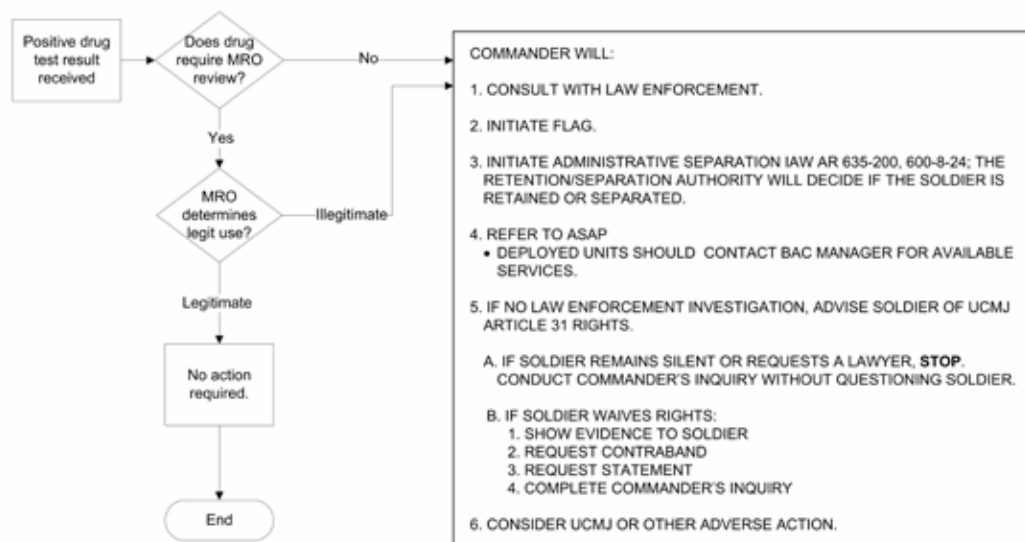 Positive drug
test result
received
Does drug
require MRO
review?
No
Yes
MRO
determines
legit use?
Illegitimate
Legitimate
No action
required.
End
COMMANDER WILL:
1. CONSULT WITH LAW ENFORCEMENT.
2. INITIATE FLAG.
3. INITIATE ADMINISTRATIVE SEPARATION IAW AR 635-200, 600-8-24; THE
RETENTION/SEPARATION AUTHORITY WILL DECIDE IF THE SOLDIER IS
RETAINED OR SEPARATED.
4. REFER TO ASAP
• DEPLOYED UNITS SHOULD CONTACT BAC MANAGER FOR AVAILABLE
SERVICES.
5. IF NO LAW ENFORCEMENT INVESTIGATION, ADVISE SOLDIER OF UCMJ
ARTICLE 31 RIGHTS.
A. IF SOLDIER REMAINS SILENT OR REQUESTS A LAWYER, STOP.
CONDUCT COMMANDER'S INQUIRY WITHOUT QUESTIONING SOLDIER.
B. IF SOLDIER WAIVES RIGHTS:
1. SHOW EVIDENCE TO SOLDIER
2. REQUEST CONTRABAND
3. REQUEST STATEMENT
4. COMPLETE COMMANDER'S INQUIRY
6. CONSIDER UCMJ OR OTHER ADVERSE ACTION.